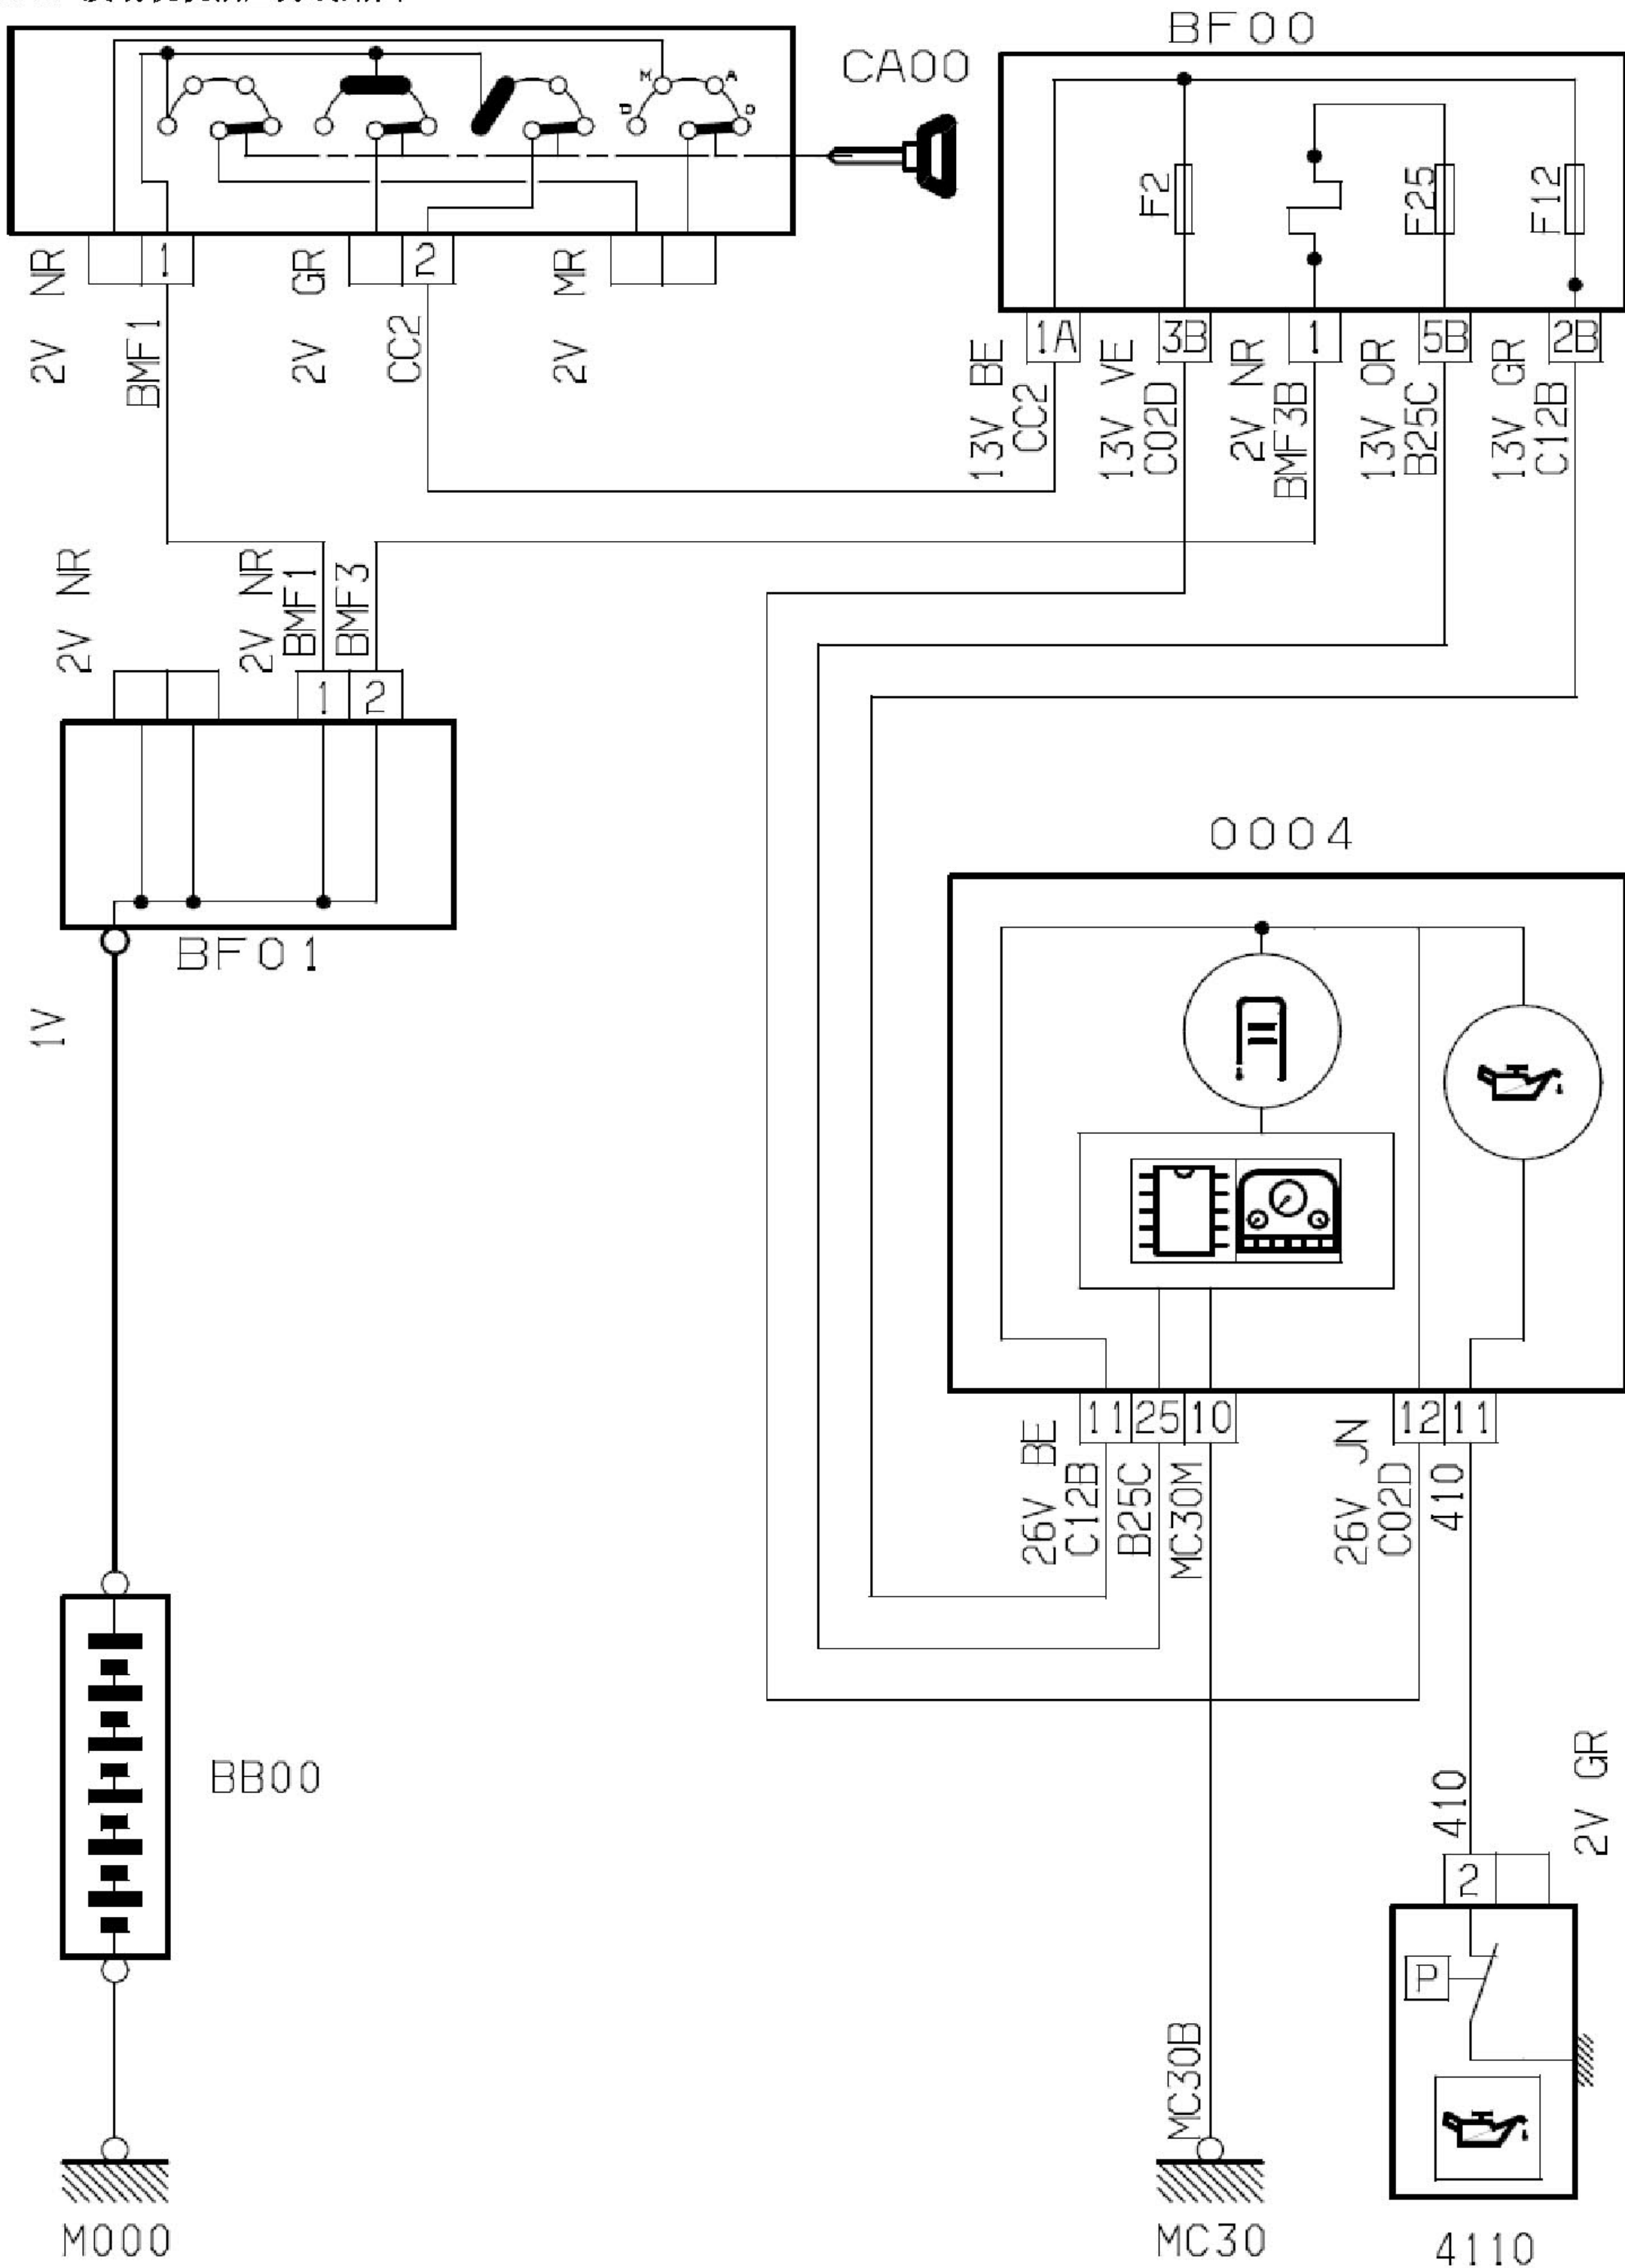 BF00
CA00
M
A
D
F2
F25
F12
1
2
2V NR
BMF1
2V GR
CC2
2V MR
1A
3B
1
5B
2B
13V BE
CC2
13V VE
C02D
2V NR
BMF3B
13V OR
B25C
13V GR
C12B
2V NR
2V NR
BMF1
BMF3
1
2
BF01
1V
0004
11
25
10
12
11
26V BE
C12B
B25C
MC30M
26V JN
C02D
410
BB00
410
2V GR
2
P
MC30B
M000
MC30
4110